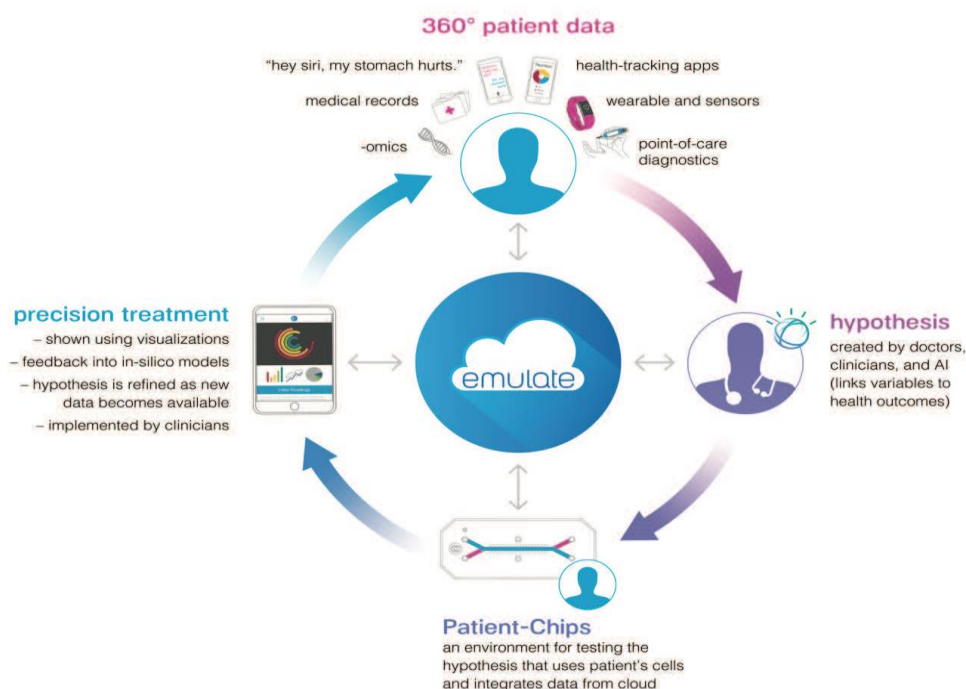 360° patient data
"hey siri, my stomach hurts."
health-tracking apps
medical records
wearable and sensors
-omics
point-of-care
diagnostics
precision treatment
– shown using visualizations
– feedback into in-silico models
– hypothesis is refined as new
data becomes available
– implemented by clinicians
emulate
hypothesis
created by doctors,
clinicians, and AI
(links variables to
health outcomes)
Patient-Chips
an environment for testing the
hypothesis that uses patient's cells
and integrates data from cloud